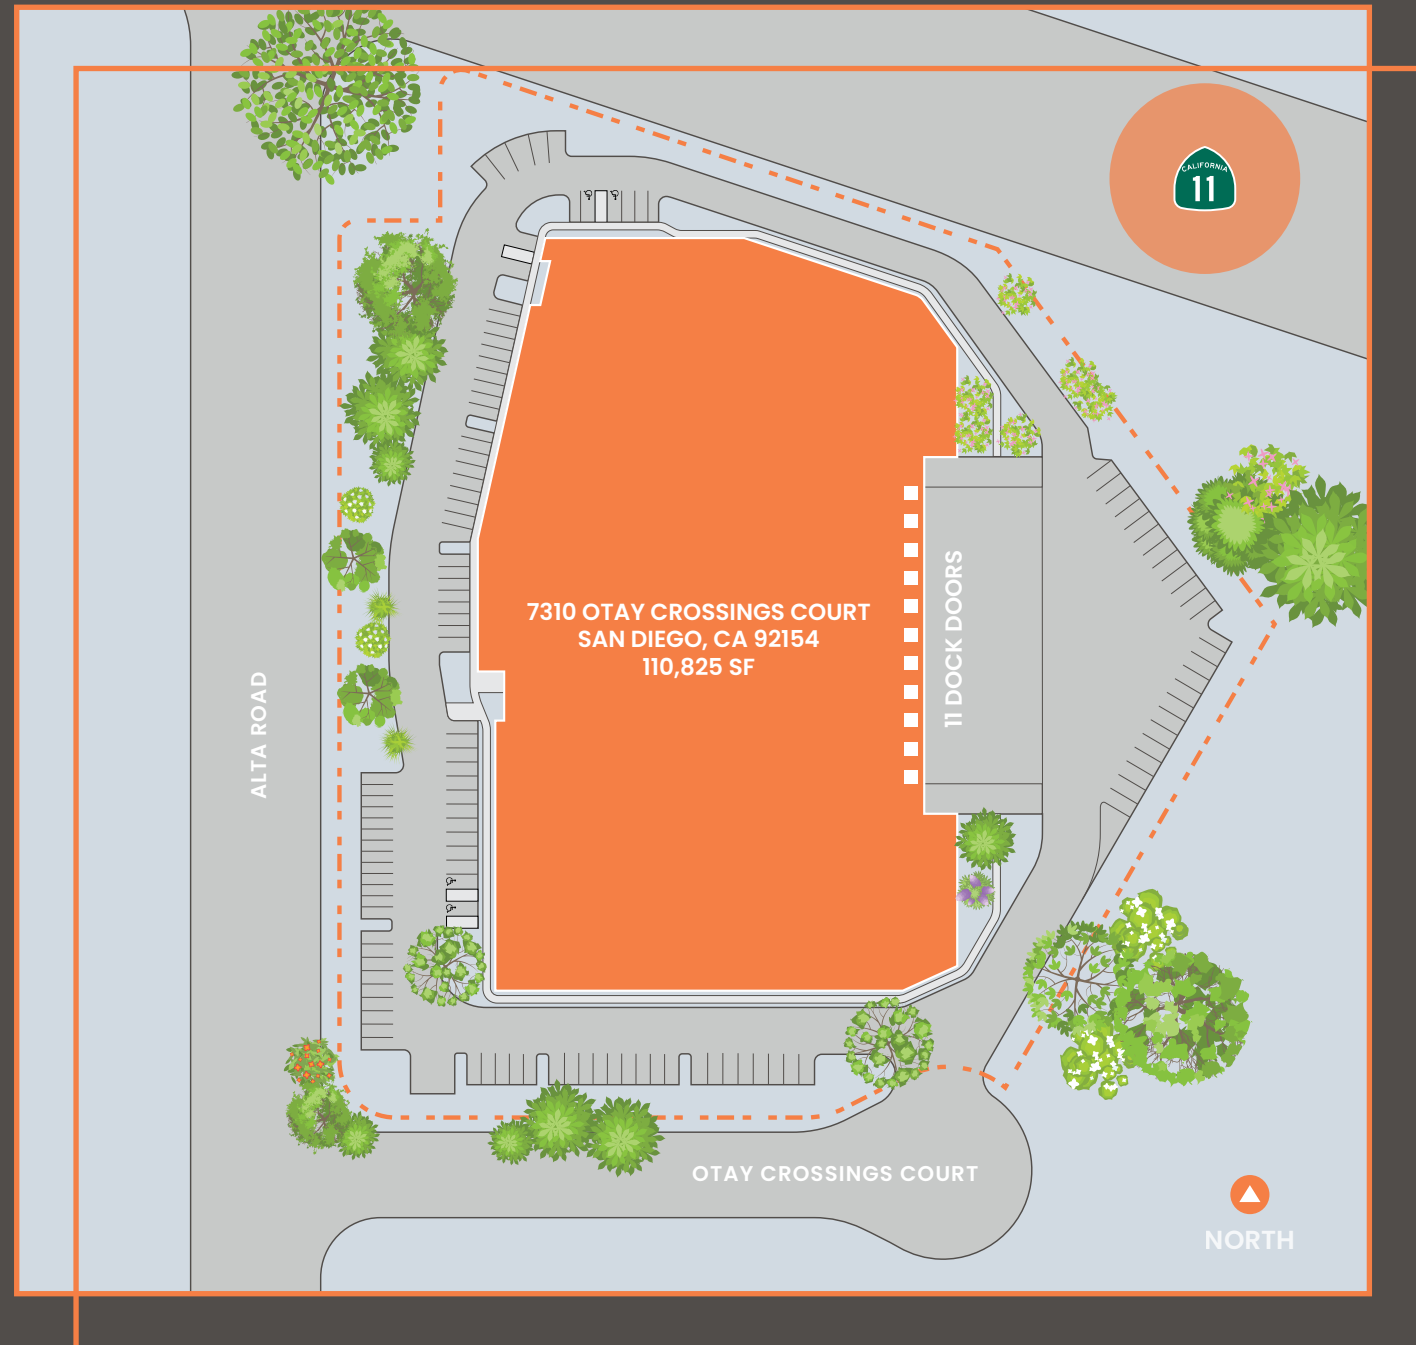 CALIFORNIA
11
7310 OTAY CROSSINGS COURT
SAN DIEGO, CA 92154
110,825 SF
11 DOCK DOORS
ALTA ROAD
OTAY CROSSINGS COURT
NORTH